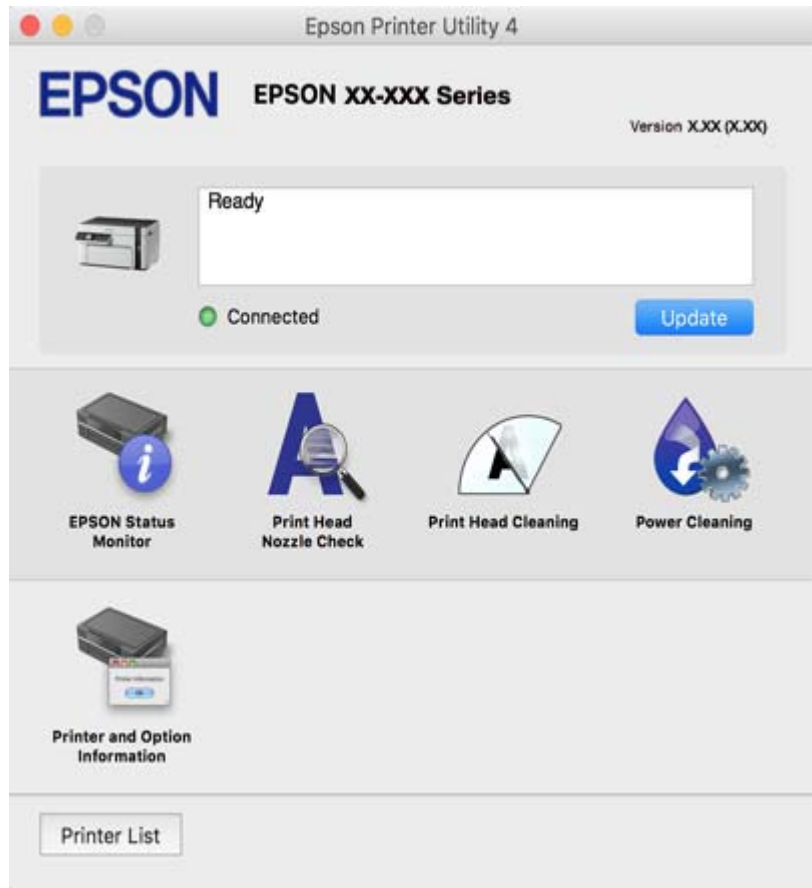 Epson Printer Utility 4
EPSON
EPSON XX-XXX Series
Version X.XX (X.XX)
Ready
Connected
Update
EPSON Status
Monitor
Print Head
Nozzle Check
Print Head Cleaning
Power Cleaning
Printer and Option
Information
Printer List